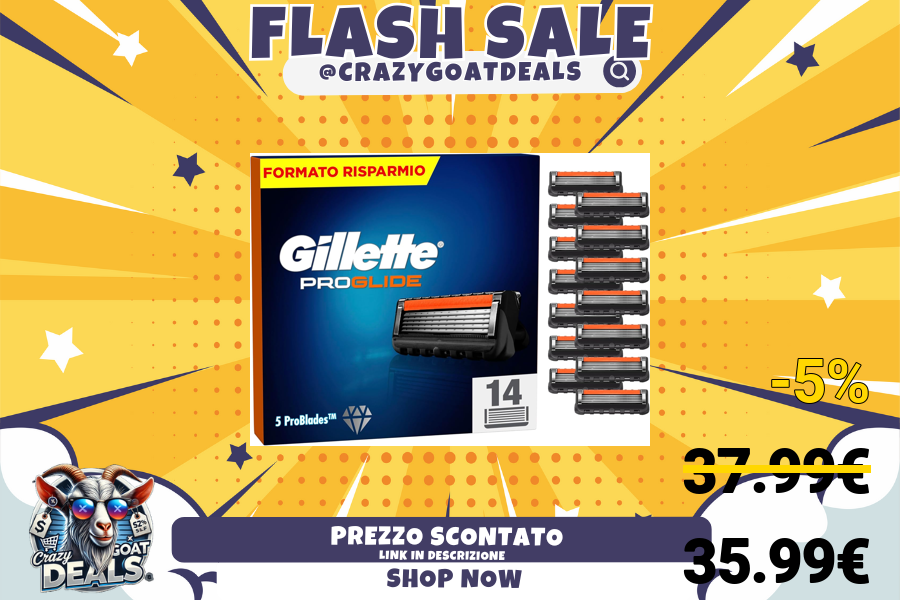 FLASH SALE
@CRAZYGOATDEALS
FORMATO RISPARMIO
Gillette®
PROGLIDE
14
5 ProBlades™
-5%
37.99€
35.99€
PREZZO SCONTATO
LINK IN DESCRIZIONE
SHOP NOW
$
52%
Crazy
GOAT
DEALS